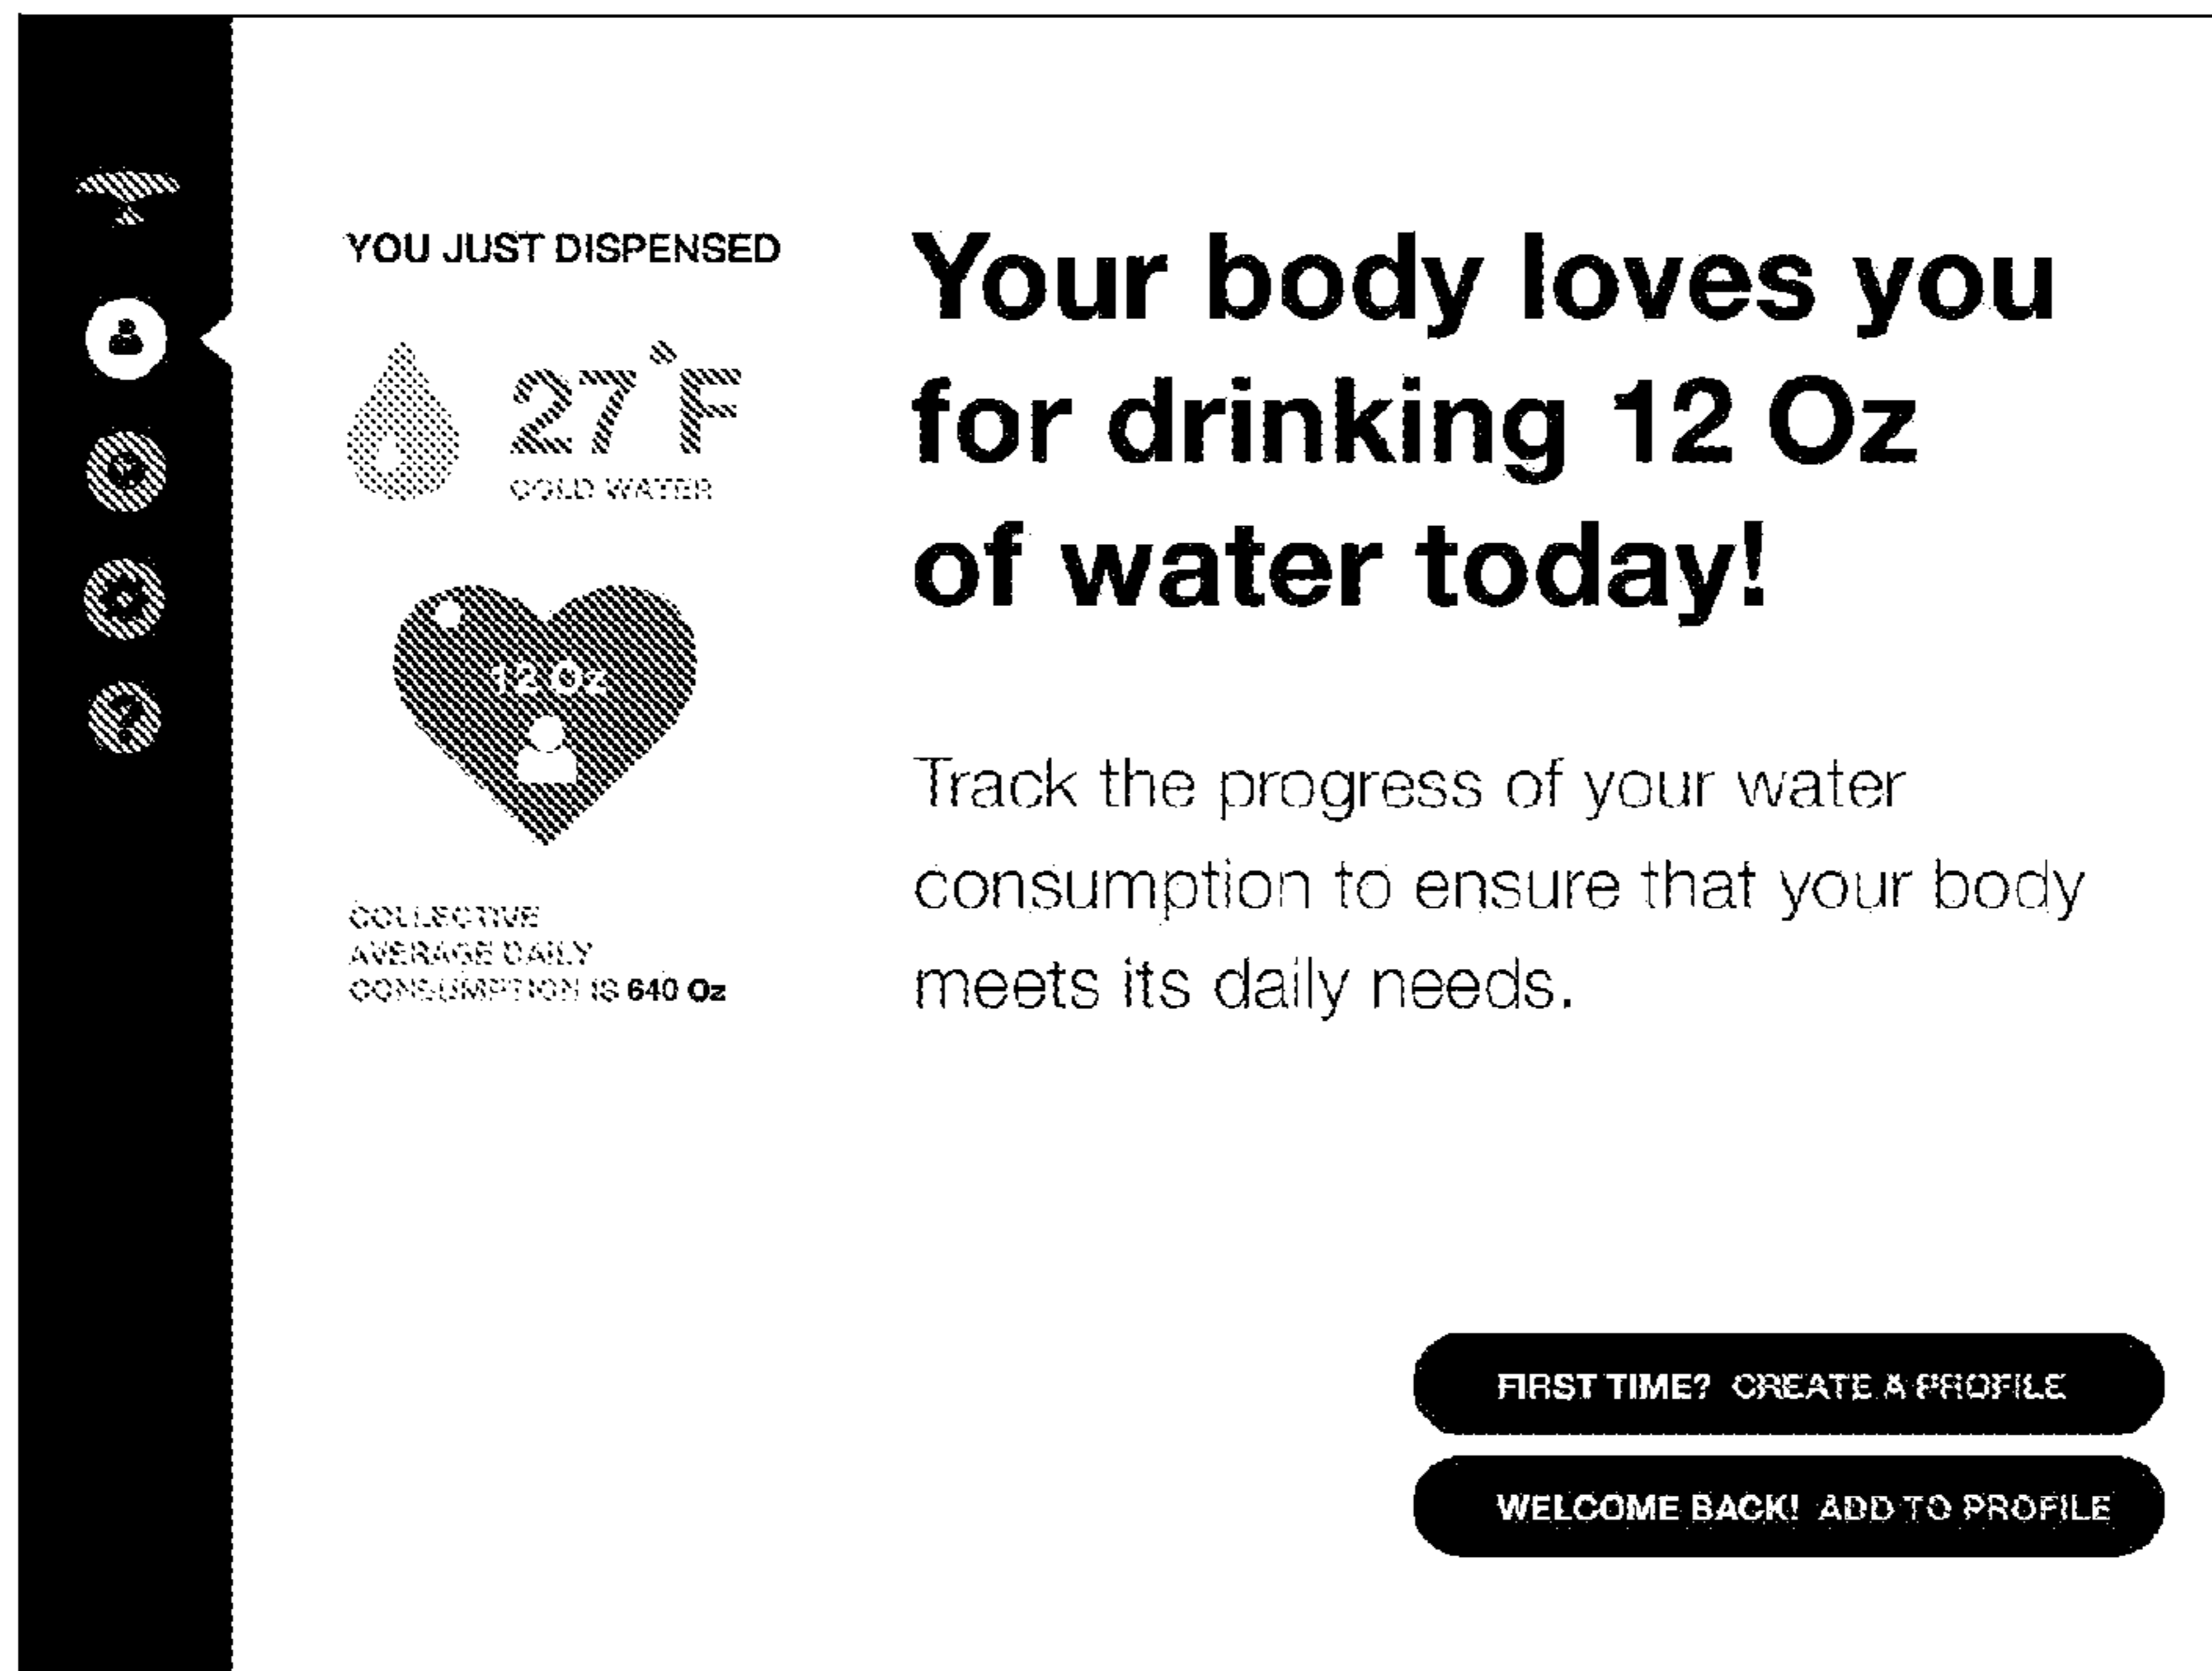 YOU JUST DISPENSED
27°F
COLD WATER
12 Oz
COLLECTIVE
AVERAGE DAILY
CONSUMPTION IS 640 Oz
Your body loves you
for drinking 12 Oz
of water today!
Track the progress of your water
consumption to ensure that your body
meets its daily needs.
FIRST TIME? CREATE A PROFILE
WELCOME BACK! ADD TO PROFILE